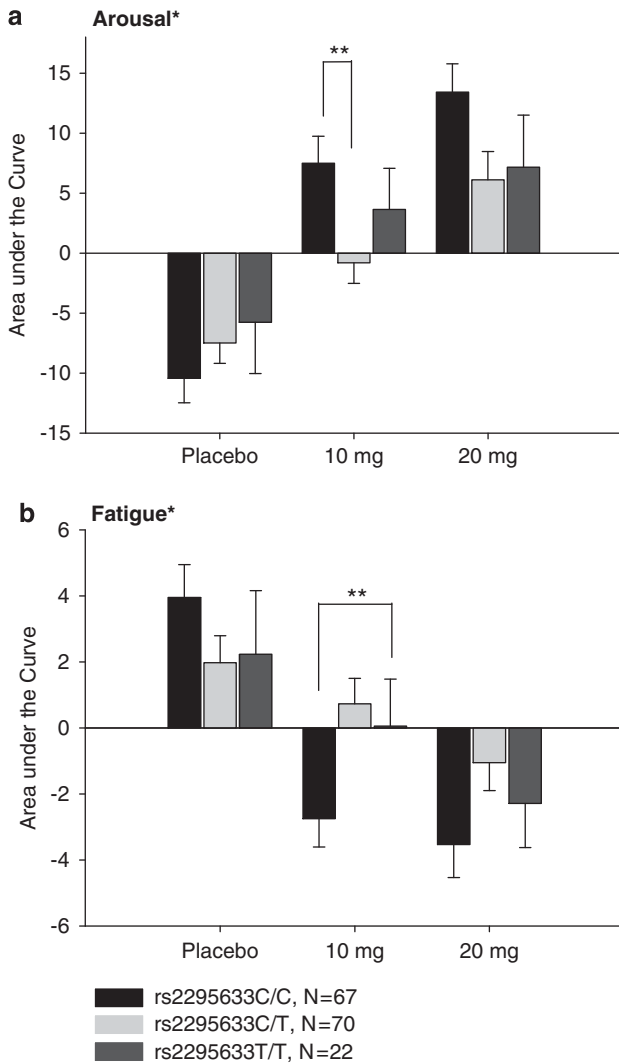 a Arousal*
**
15
10
5
0
-5
-10
-15
Area under the Curve
Placebo 10 mg 20 mg
b Fatigue*
**
6
4
2
0
-2
-4
-6
Area under the Curve
Placebo 10 mg 20 mg
rs2295633C/C, N=67
rs2295633C/T, N=70
rs2295633T/T, N=22